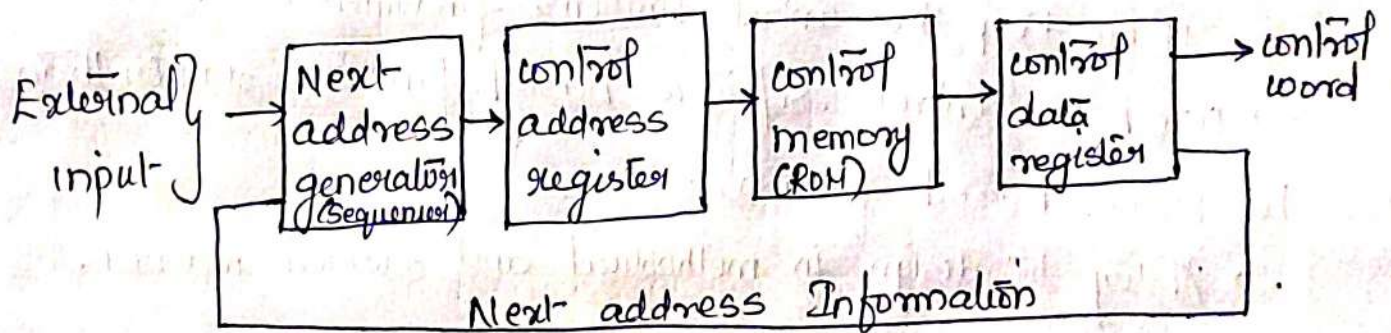 External
input
Next
address
generator
(Sequencer)
control
address
register
control
memory
(ROM)
control
data
register
control
word
Next address Information